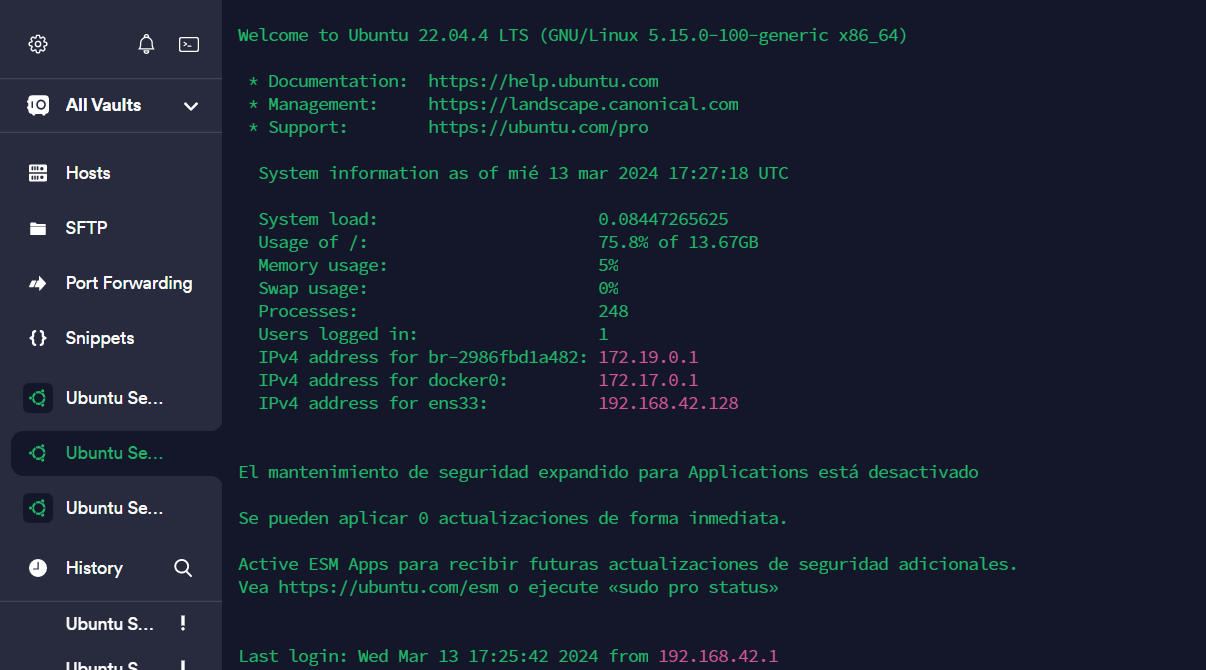 All Vaults
Hosts
SFTP
Port Forwarding
Snippets
Ubuntu Se...
Ubuntu Se...
Ubuntu Se...
History
Ubuntu S... !
Ubuntu S... !
Welcome to Ubuntu 22.04.4 LTS (GNU/Linux 5.15.0-100-generic x86_64)
* Documentation: https://help.ubuntu.com
* Management: https://landscape.canonical.com
* Support: https://ubuntu.com/pro
System information as of mié 13 mar 2024 17:27:18 UTC
System load: 0.08447265625
Usage of /: 75.8% of 13.67GB
Memory usage: 5%
Swap usage: 0%
Processes: 248
Users logged in: 1
IPv4 address for br-2986fbd1a482: 172.19.0.1
IPv4 address for docker0: 172.17.0.1
IPv4 address for ens33: 192.168.42.128
El mantenimiento de seguridad expandido para Applications está desactivado
Se pueden aplicar 0 actualizaciones de forma inmediata.
Active ESM Apps para recibir futuras actualizaciones de seguridad adicionales.
Vea https://ubuntu.com/esm o ejecute «sudo pro status»
Last login: Wed Mar 13 17:25:42 2024 from 192.168.42.1